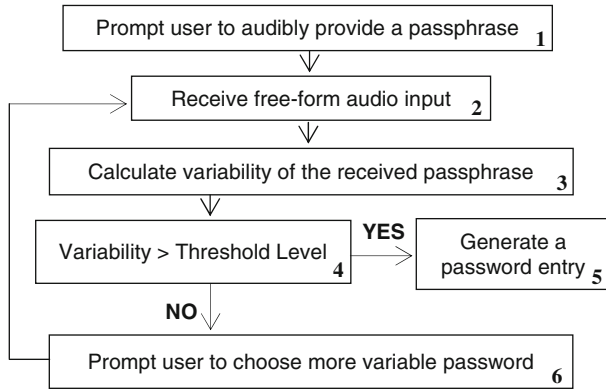 Prompt user to audibly provide a passphrase 1
Receive free-form audio input 2
Calculate variability of the received passphrase 3
Variability > Threshold Level 4
YES
Generate a
password entry 5
NO
Prompt user to choose more variable password 6